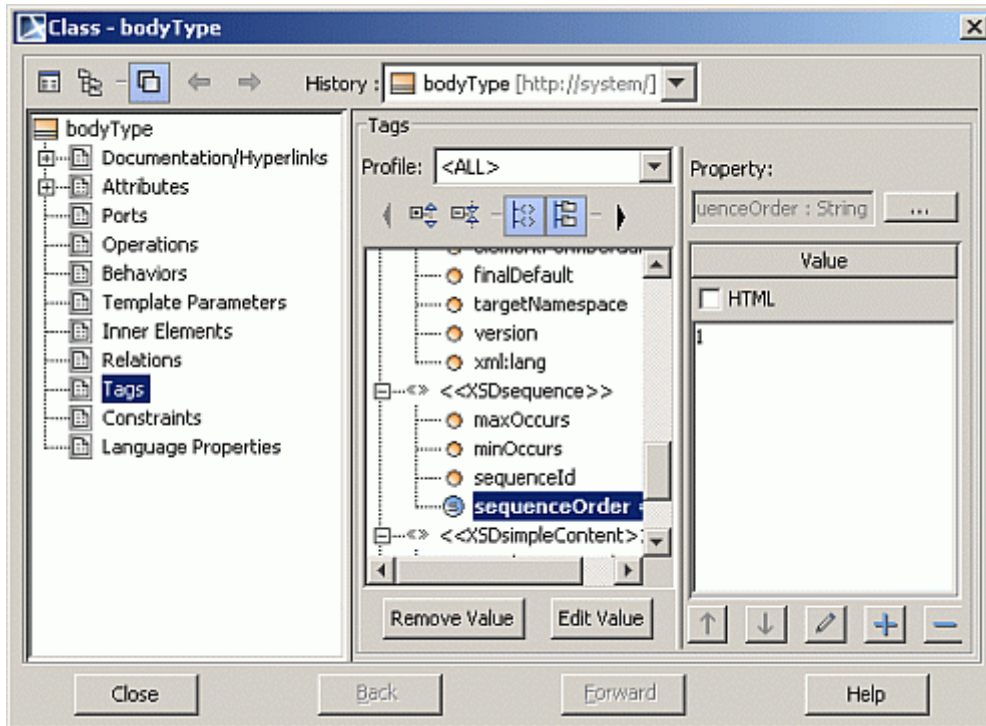 Class - bodyType
History : bodyType [http://system/]
bodyType
Documentation/Hyperlinks
Attributes
Ports
Operations
Behaviors
Template Parameters
Inner Elements
Relations
Tags
Constraints
Language Properties
Tags
Profile: <ALL>
finalDefault
targetNamespace
version
xml:lang
<<XSDsequence>>
maxOccurs
minOccurs
sequenceId
sequenceOrder =
<<XSDsimpleContent>>
Remove Value
Edit Value
Property:
uenceOrder : String
...
Value
HTML
1
Close
Back
Forward
Help